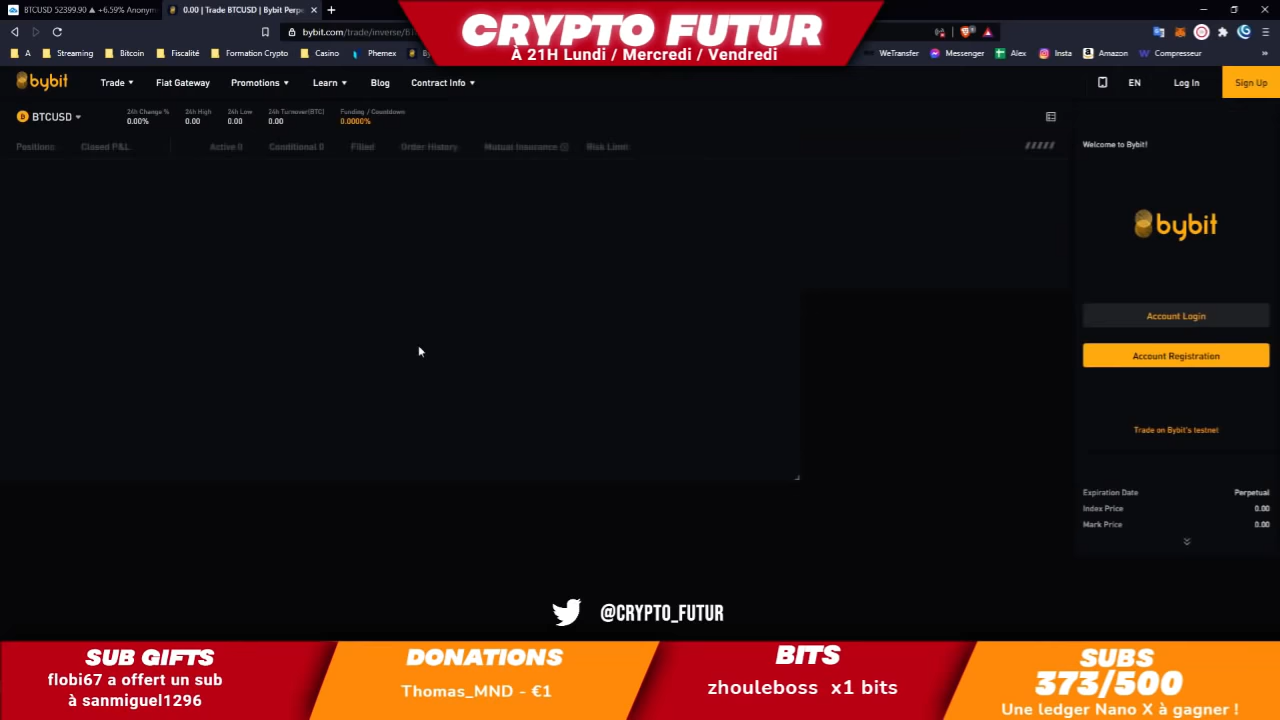 BTCUSD 52399.90 ▲ +6.59% Anonym
0.00 | Trade BTCUSD | Bybit Perp
CRYPTO FUTUR
À 21H Lundi / Mercredi / Vendredi
bybit.com/trade/inverse/
A
Streaming
Bitcoin
Fiscalité
Formation Crypto
Casino
Phemex
WeTransfer
Messenger
Alex
Insta
Amazon
Compresseur
bybit
Trade
Fiat Gateway
Promotions
Learn
Blog
Contract Info
EN
Log In
Sign Up
BTCUSD
24h Change %
0.00%
24h High
0.00
24h Low
0.00
24h Turnover(BTC)
0.00
Funding / Countdown
0.0000%
Positions
Closed P&L
Active 0
Conditional 0
Filled
Order History
Mutual Insurance
Risk Limit
Welcome to Bybit!
bybit
Account Login
Account Registration
Trade on Bybit's testnet
Expiration Date Perpetual
Index Price 0.00
Mark Price 0.00
@CRYPTO_FUTUR
SUB GIFTS
flobi67 a offert un sub
à sanmiguel1296
DONATIONS
Thomas_MND - €1
BITS
zhouleboss x1 bits
SUBS
373/500
Une ledger Nano X à gagner !